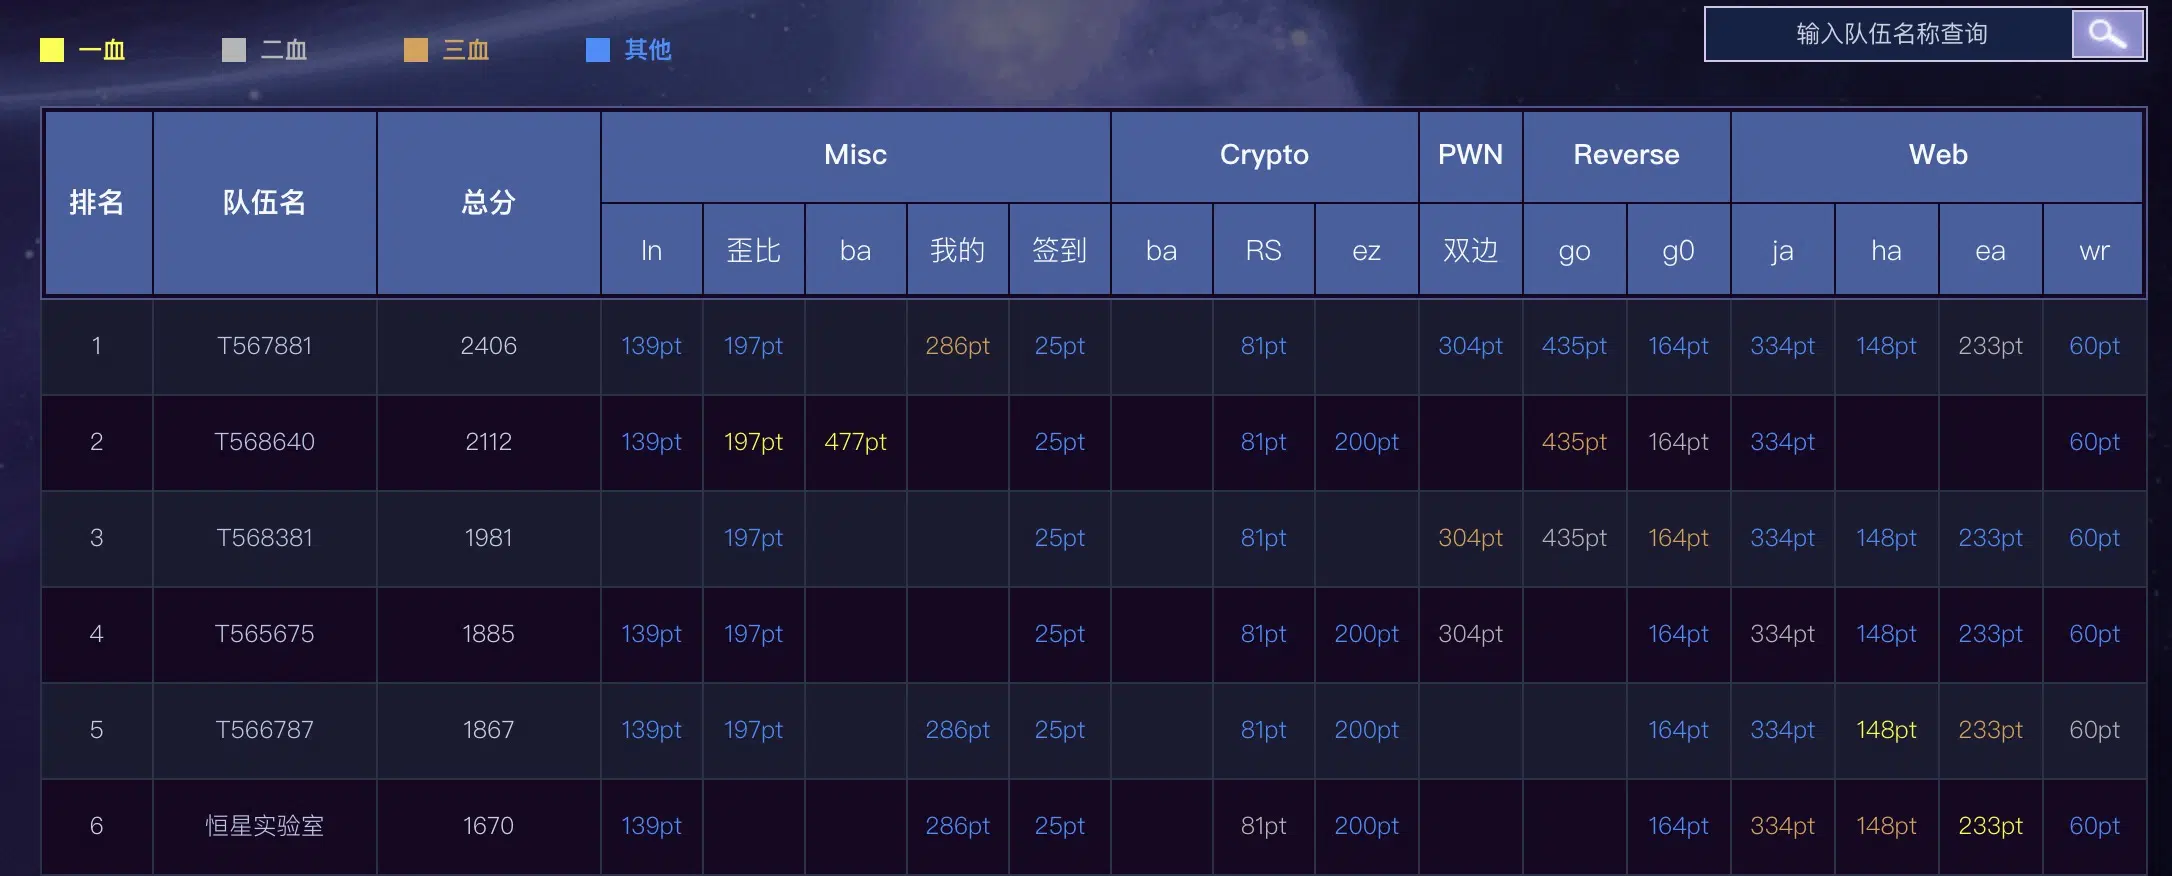 一血 二血 三血 其他 输入队伍名称查询
排名 队伍名 总分 Misc Crypto PWN Reverse Web
In 歪比 ba 我的 签到 ba RS ez 双边 go g0 ja ha ea wr
1 T567881 2406 139pt 197pt 286pt 25pt 81pt 304pt 435pt 164pt 334pt 148pt 233pt 60pt
2 T568640 2112 139pt 197pt 477pt 25pt 81pt 200pt 435pt 164pt 334pt 60pt
3 T568381 1981 197pt 25pt 81pt 304pt 435pt 164pt 334pt 148pt 233pt 60pt
4 T565675 1885 139pt 197pt 25pt 81pt 200pt 304pt 164pt 334pt 148pt 233pt 60pt
5 T566787 1867 139pt 197pt 286pt 25pt 81pt 200pt 164pt 334pt 148pt 233pt 60pt
6 恒星实验室 1670 139pt 286pt 25pt 81pt 200pt 164pt 334pt 148pt 233pt 60pt